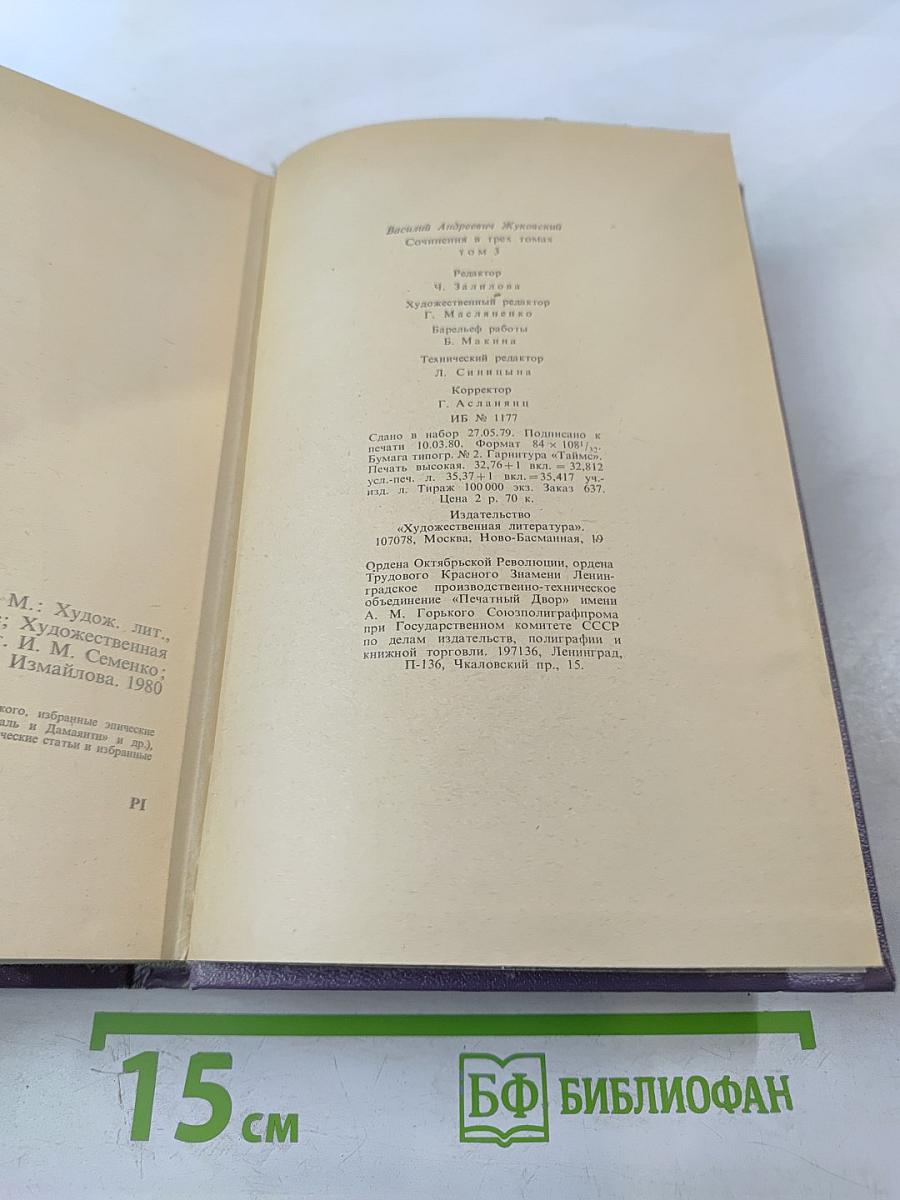 М.: Худож. лит.,
Художественная
И. М. Семенко;
Измайлова. 1980
избранные эпические
и Дамаянти» и др.),
статьи и избранные
PI
Василий Андреевич Жуковский
Сочинения в трех томах
ТОМ 3
Редактор
Ч. Залилова
Художественный редактор
Г. Масляненко
Барельеф работы
Б. Макина
Технический редактор
Л. Синицына
Корректор
Г. Асланянц
ИБ № 1177
Сдано в набор 27.05.79. Подписано к
печати 10.03.80. Формат 84 × 108¹/₃₂.
Бумага типогр. № 2. Гарнитура «Таймс».
Печать высокая. 32,76+1 вкл. = 32,812
усл.-печ. л. 35,37+1 вкл. = 35,417 уч.-
изд. л. Тираж 100 000 экз. Заказ 637.
Цена 2 р. 70 к.
Издательство
«Художественная литература».
107078, Москва, Ново-Басманная, 19
Ордена Октябрьской Революции, ордена
Трудового Красного Знамени Ленин-
градское производственно-техническое
объединение «Печатный Двор» имени
А. М. Горького Союзполиграфпрома
при Государственном комитете СССР
по делам издательств, полиграфии и
книжной торговли. 197136, Ленинград,
П-136, Чкаловский пр., 15.
15 см
БФ БИБЛИОФАН